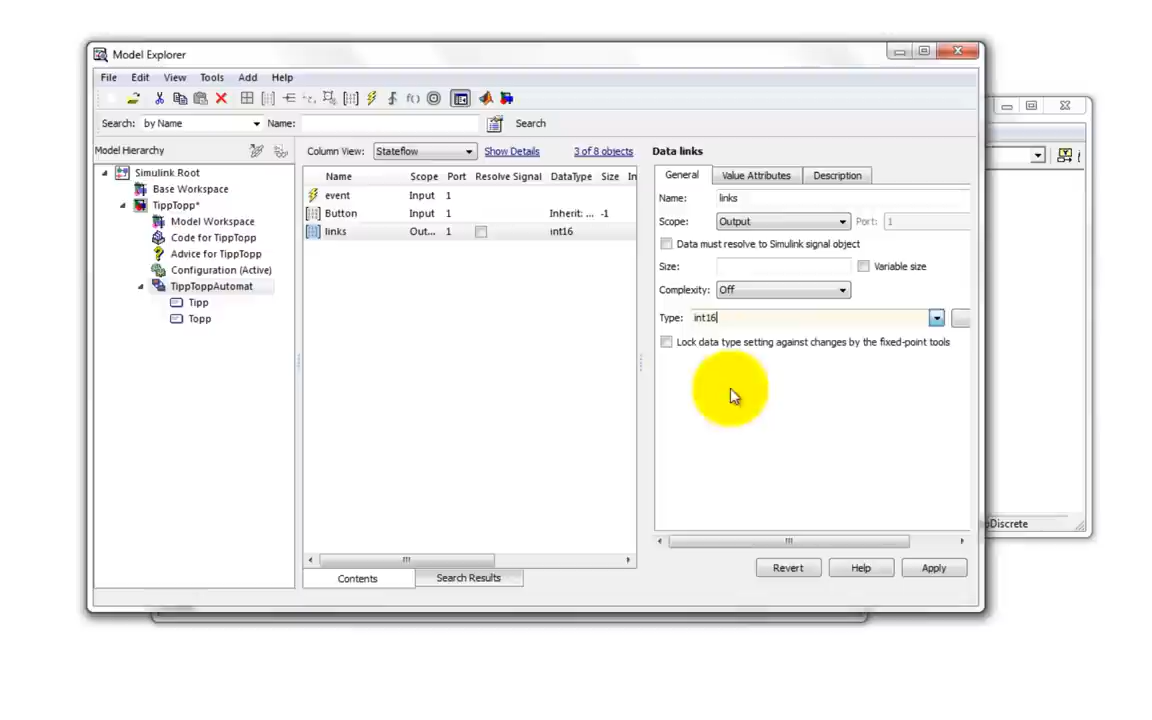 Model Explorer
File Edit View Tools Add Help
Search: by Name Name: Search
Model Hierarchy
Column View: Stateflow Show Details 3 of 8 objects
Data links
Simulink Root
Base Workspace
TippTopp*
Model Workspace
Code for TippTopp
Advice for TippTopp
Configuration (Active)
TippToppAutomat
Tipp
Topp
Name Scope Port Resolve Signal DataType Size In
event Input 1
Button Input 1 Inherit: ... -1
links Out... 1 int16
Contents Search Results
General Value Attributes Description
Name: links
Scope: Output Port: 1
Data must resolve to Simulink signal object
Size: Variable size
Complexity: Off
Type: int16
Lock data type setting against changes by the fixed-point tools
Revert Help Apply
pDiscrete